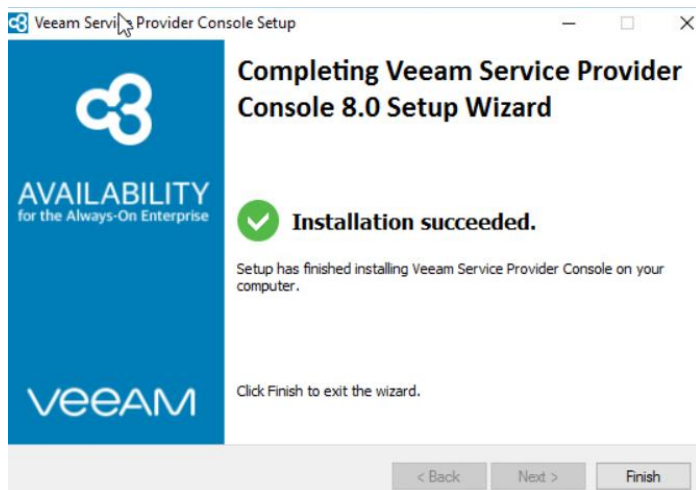 Veeam Service Provider Console Setup
Completing Veeam Service Provider
Console 8.0 Setup Wizard
AVAILABILITY
for the Always-On Enterprise
Installation succeeded.
Setup has finished installing Veeam Service Provider Console on your
computer.
Click Finish to exit the wizard.
veeam
< Back
Next >
Finish